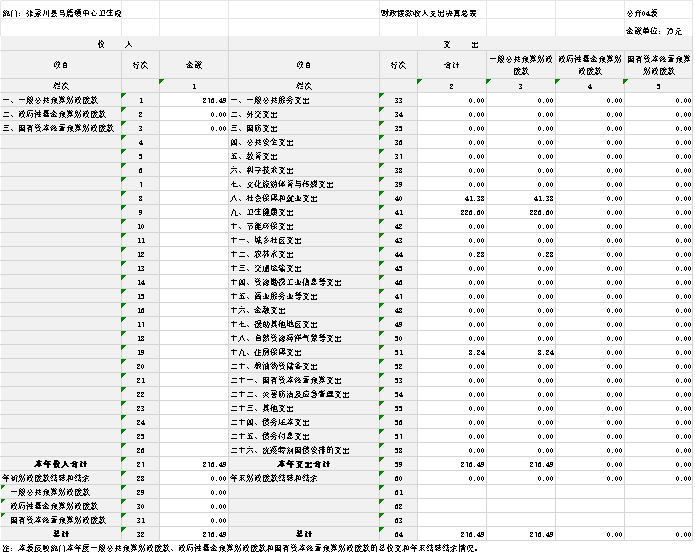 部门：张家川县马鹿镇中心卫生院 财政拨款收入支出决算总表 公开04表
金额单位：万元
收 入 支 出
项目 行次 金额 项目 行次 合计 一般公共预算财政拨款 政府性基金预算财政拨款 国有资本经营预算财政拨款
栏次 1 栏次 2 3 4 5
一、一般公共预算财政拨款 1 276.49 一、一般公共服务支出 33 0.00 0.00 0.00 0.00
二、政府性基金预算财政拨款 2 0.00 二、外交支出 34 0.00 0.00 0.00 0.00
三、国有资本经营预算财政拨款 3 0.00 三、国防支出 35 0.00 0.00 0.00 0.00
4 四、公共安全支出 36 0.00 0.00 0.00 0.00
5 五、教育支出 37 0.00 0.00 0.00 0.00
6 六、科学技术支出 38 0.00 0.00 0.00 0.00
7 七、文化旅游体育与传媒支出 39 0.00 0.00 0.00 0.00
8 八、社会保障和就业支出 40 41.38 41.38 0.00 0.00
9 九、卫生健康支出 41 226.60 226.60 0.00 0.00
10 十、节能环保支出 42 0.00 0.00 0.00 0.00
11 十一、城乡社区支出 43 0.00 0.00 0.00 0.00
12 十二、农林水支出 44 0.28 0.28 0.00 0.00
13 十三、交通运输支出 45 0.00 0.00 0.00 0.00
14 十四、资源勘探工业信息等支出 46 0.00 0.00 0.00 0.00
15 十五、商业服务业等支出 47 0.00 0.00 0.00 0.00
16 十六、金融支出 48 0.00 0.00 0.00 0.00
17 十七、援助其他地区支出 49 0.00 0.00 0.00 0.00
18 十八、自然资源海洋气象等支出 50 0.00 0.00 0.00 0.00
19 十九、住房保障支出 51 8.24 8.24 0.00 0.00
20 二十、粮油物资储备支出 52 0.00 0.00 0.00 0.00
21 二十一、国有资本经营预算支出 53 0.00 0.00 0.00 0.00
22 二十二、灾害防治及应急管理支出 54 0.00 0.00 0.00 0.00
23 二十三、其他支出 55 0.00 0.00 0.00 0.00
24 二十四、债务还本支出 56 0.00 0.00 0.00 0.00
25 二十五、债务付息支出 57 0.00 0.00 0.00 0.00
26 二十六、抗疫特别国债安排的支出 58 0.00 0.00 0.00 0.00
本年收入合计 27 276.49 本年支出合计 59 276.49 276.49 0.00 0.00
年初财政拨款结转和结余 28 0.00 年末财政拨款结转和结余 60 0.00 0.00 0.00 0.00
一般公共预算财政拨款 29 0.00 61
政府性基金预算财政拨款 30 0.00 62
国有资本经营预算财政拨款 31 0.00 63
总计 32 276.49 总计 64 276.49 276.49 0.00 0.00
注：本表反映部门本年度一般公共预算财政拨款、政府性基金预算财政拨款和国有资本经营预算财政拨款的总收支和年末结转结余情况。